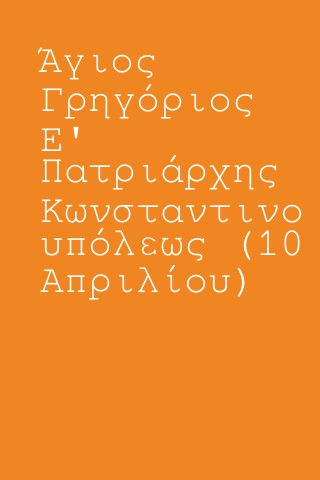 Άγιος
Γρηγόριος
Ε'
Πατριάρχης
Κωνσταντινο
υπόλεως (10
Απριλίου)